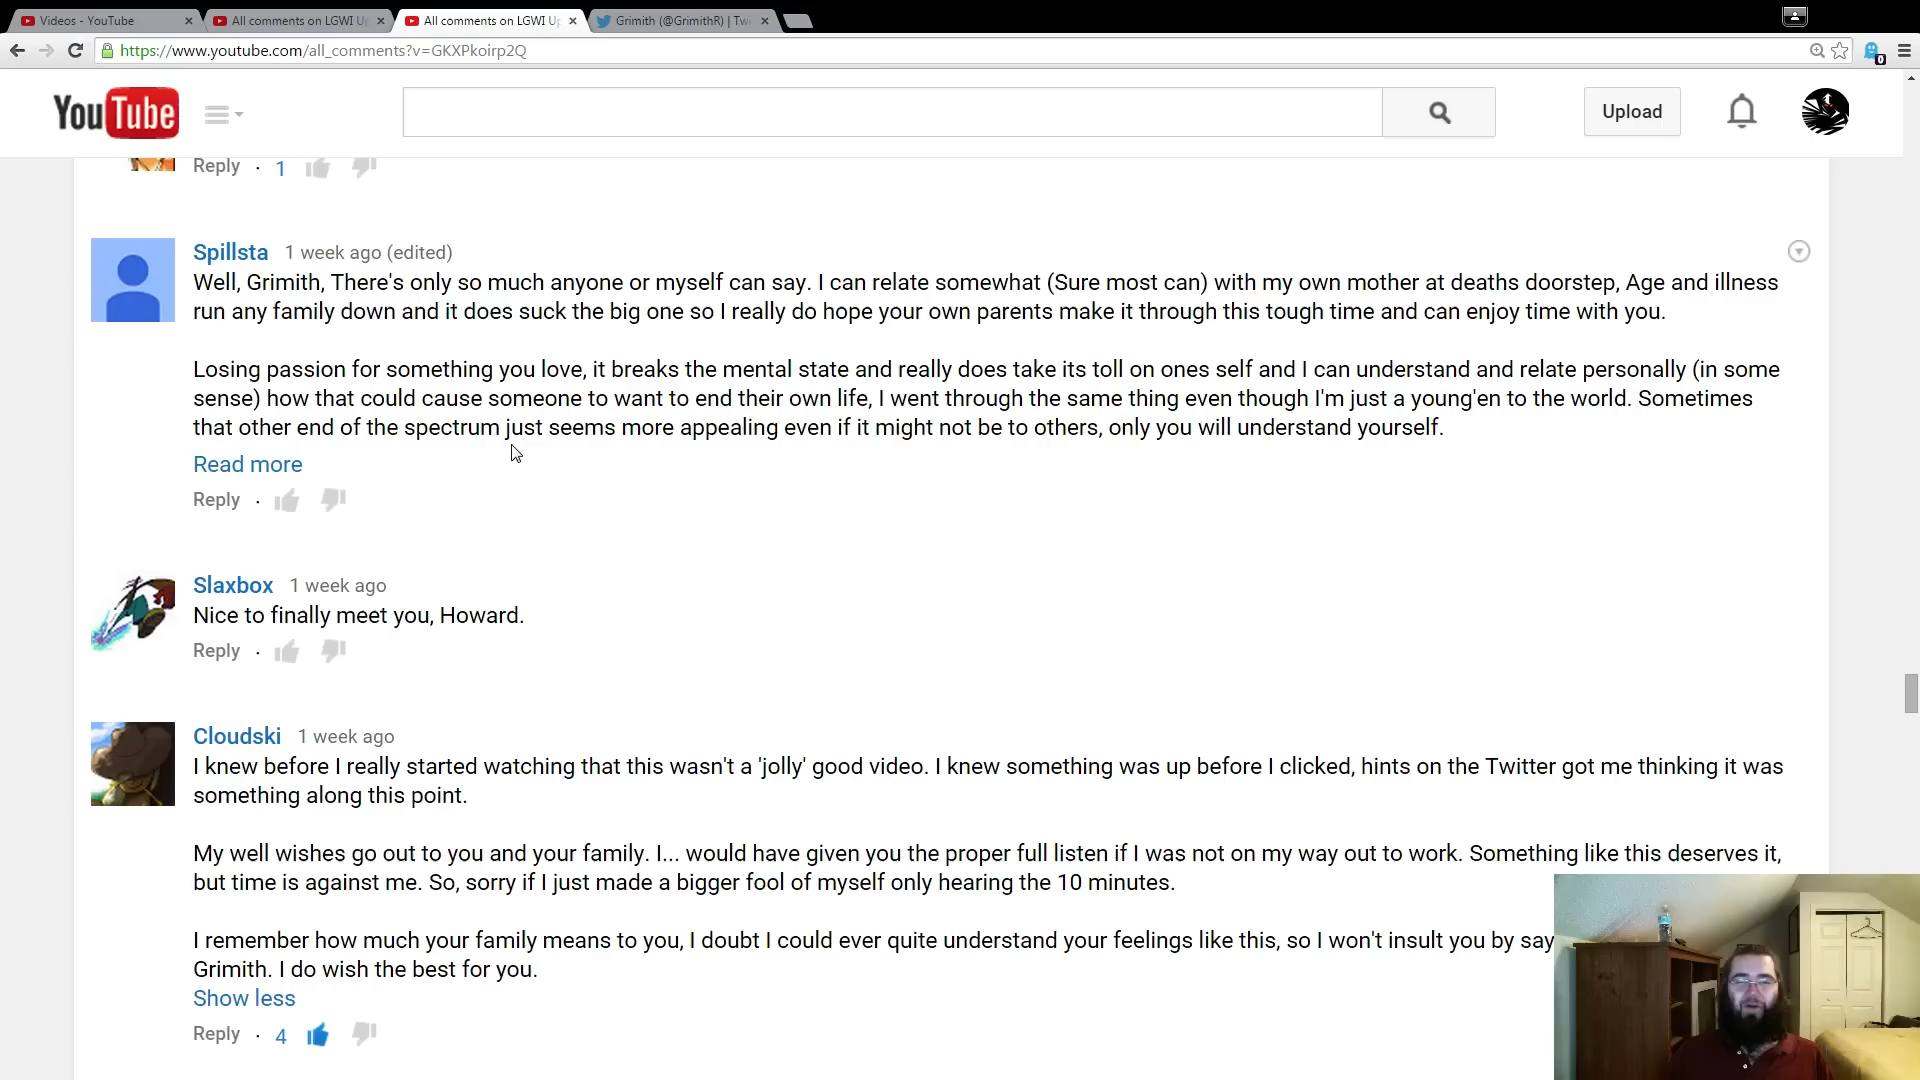 Videos - YouTube
All comments on LGWI Up
All comments on LGWI Up
Grimith (@GrimithR) | Tw
https://www.youtube.com/all_comments?v=GKXPkoirp2Q
0
YouTube
Upload
Reply · 1
Spillsta 1 week ago (edited)
Well, Grimith, There's only so much anyone or myself can say. I can relate somewhat (Sure most can) with my own mother at deaths doorstep, Age and illness
run any family down and it does suck the big one so I really do hope your own parents make it through this tough time and can enjoy time with you.
Losing passion for something you love, it breaks the mental state and really does take its toll on ones self and I can understand and relate personally (in some
sense) how that could cause someone to want to end their own life, I went through the same thing even though I'm just a young'en to the world. Sometimes
that other end of the spectrum just seems more appealing even if it might not be to others, only you will understand yourself.
Read more
Reply ·
Slaxbox 1 week ago
Nice to finally meet you, Howard.
Reply ·
Cloudski 1 week ago
I knew before I really started watching that this wasn't a 'jolly' good video. I knew something was up before I clicked, hints on the Twitter got me thinking it was
something along this point.
My well wishes go out to you and your family. I... would have given you the proper full listen if I was not on my way out to work. Something like this deserves it,
but time is against me. So, sorry if I just made a bigger fool of myself only hearing the 10 minutes.
I remember how much your family means to you, I doubt I could ever quite understand your feelings like this, so I won't insult you by say
Grimith. I do wish the best for you.
Show less
Reply · 4